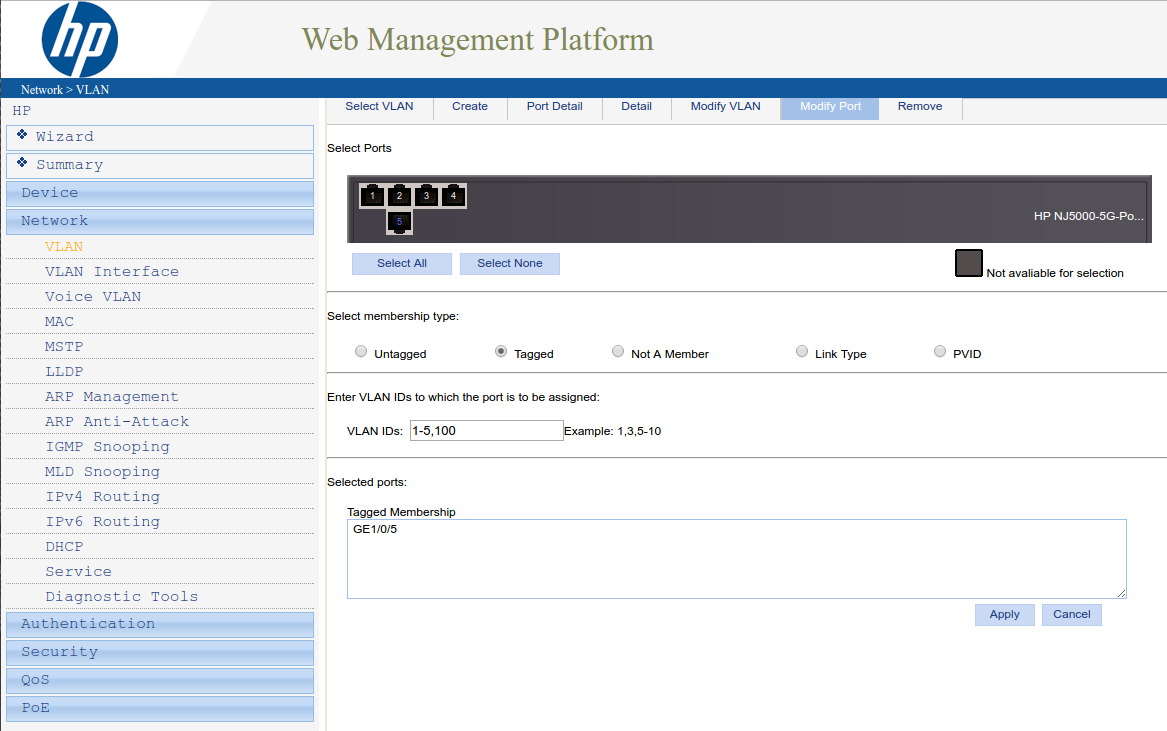 hp
Web Management Platform
Network > VLAN
HP
Wizard
Summary
Device
Network
VLAN
VLAN Interface
Voice VLAN
MAC
MSTP
LLDP
ARP Management
ARP Anti-Attack
IGMP Snooping
MLD Snooping
IPv4 Routing
IPv6 Routing
DHCP
Service
Diagnostic Tools
Authentication
Security
QoS
PoE
Select VLAN Create Port Detail Detail Modify VLAN Modify Port Remove
Select Ports
1 2 3 4
5
HP NJ5000-5G-Po...
Select All Select None
Not avaliable for selection
Select membership type:
Untagged Tagged Not A Member Link Type PVID
Enter VLAN IDs to which the port is to be assigned:
VLAN IDs: 1-5,100 Example: 1,3,5-10
Selected ports:
Tagged Membership
GE1/0/5
Apply Cancel